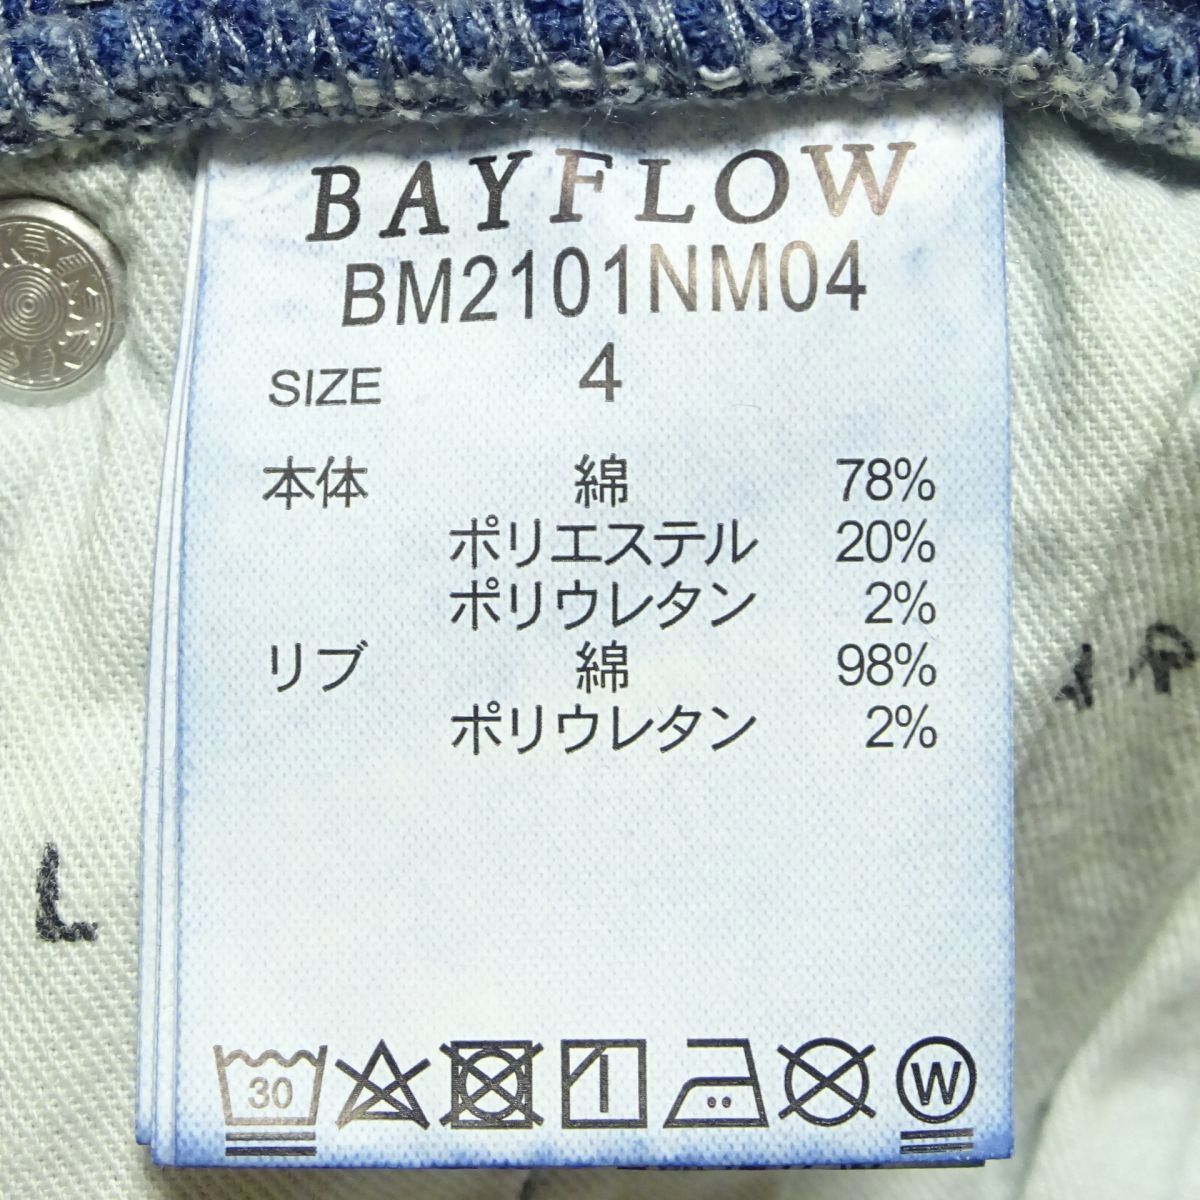 BAYFLOW
BM2101NM04
SIZE 4
本体 綿 78%
ポリエステル 20%
ポリウレタン 2%
リブ 綿 98%
ポリウレタン 2%
L
30 W